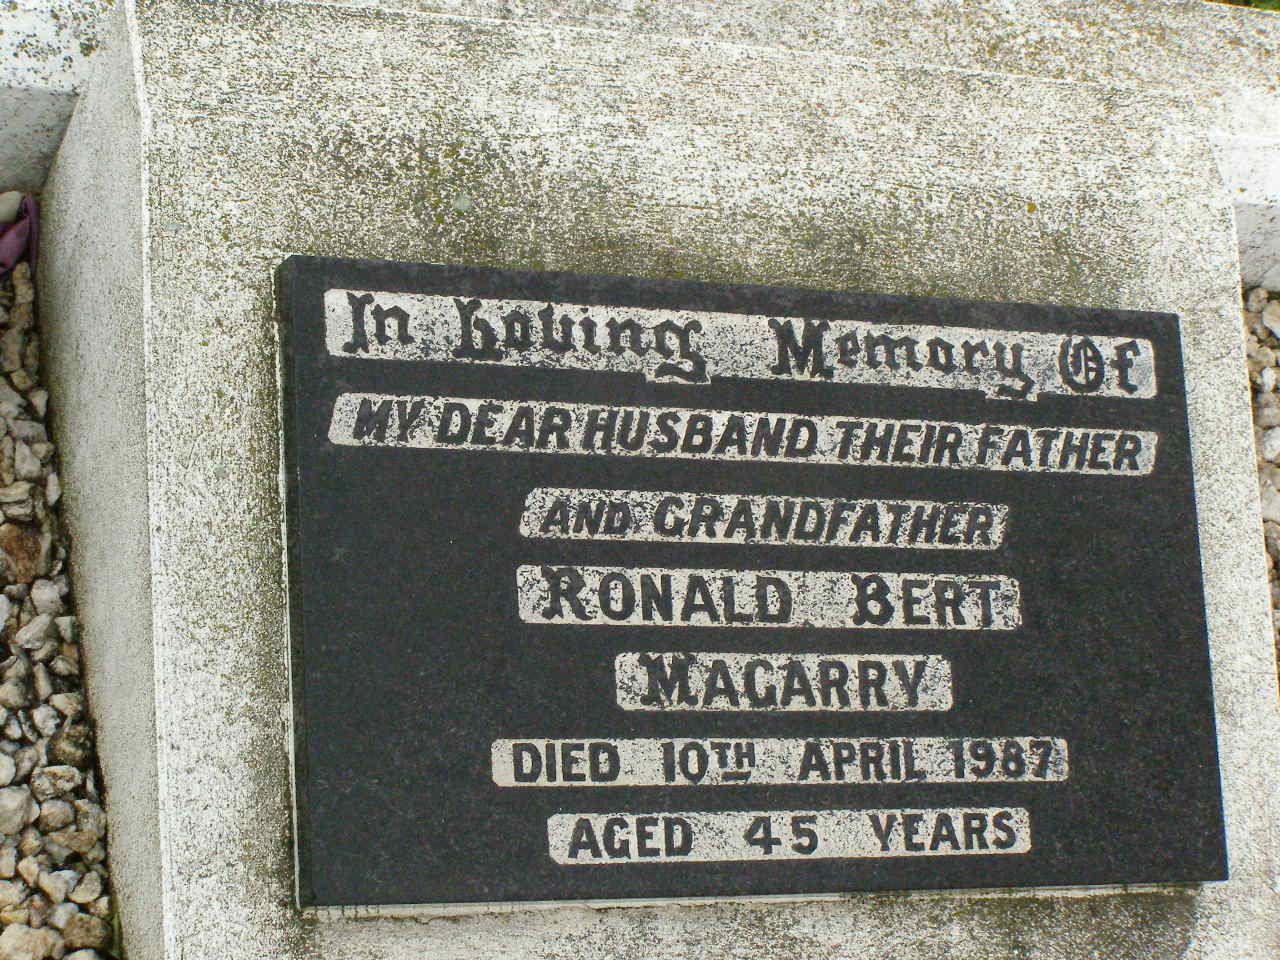 In Loving Memory Of
MY DEAR HUSBAND, THEIR FATHER
AND GRANDFATHER
RONALD BERT
MAGARRY
DIED 10TH APRIL 1987
AGED 45 YEARS